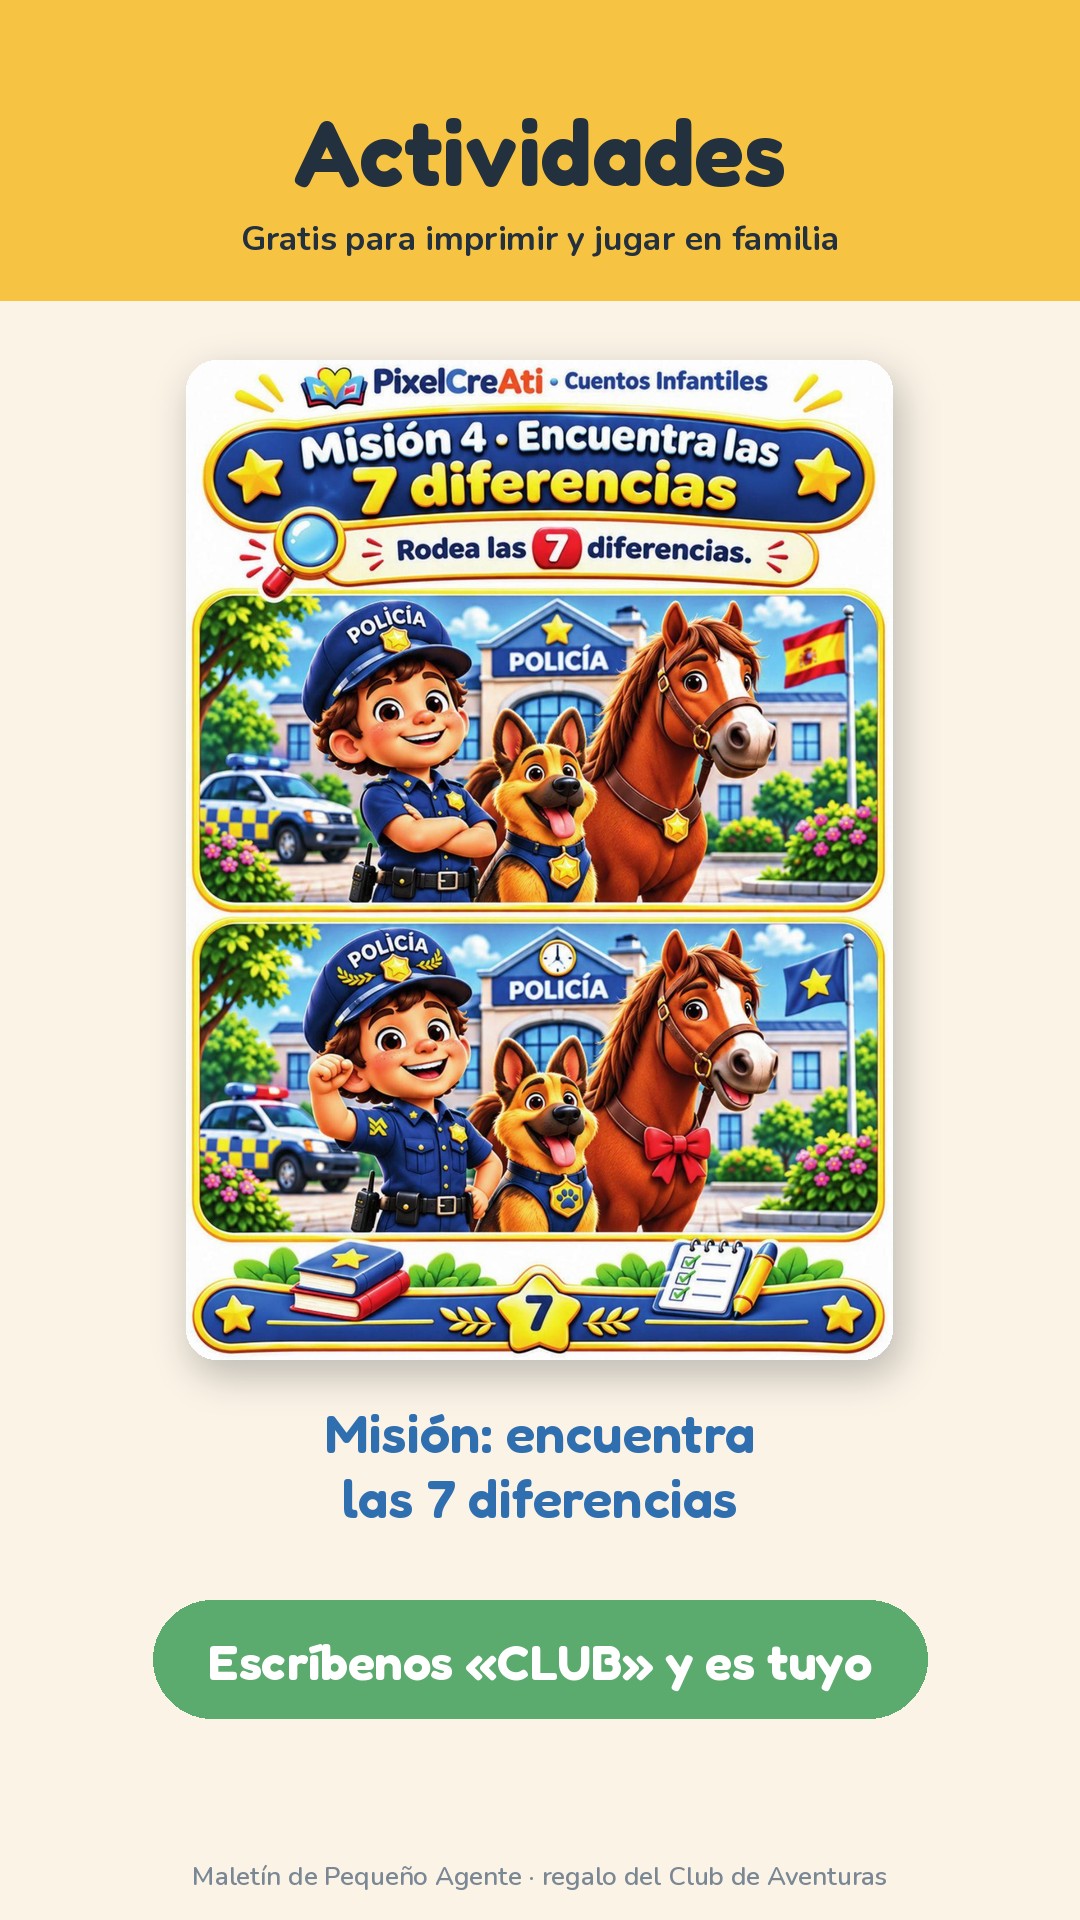 Actividades
Gratis para imprimir y jugar en familia
PixelCreAti · Cuentos Infantiles
Misión 4 · Encuentra las
7 diferencias
Rodea las 7 diferencias.
POLICÍA
POLICÍA
POLICÍA
POLICÍA
7
Misión: encuentra
las 7 diferencias
Escríbenos «CLUB» y es tuyo
Maletín de Pequeño Agente · regalo del Club de Aventuras